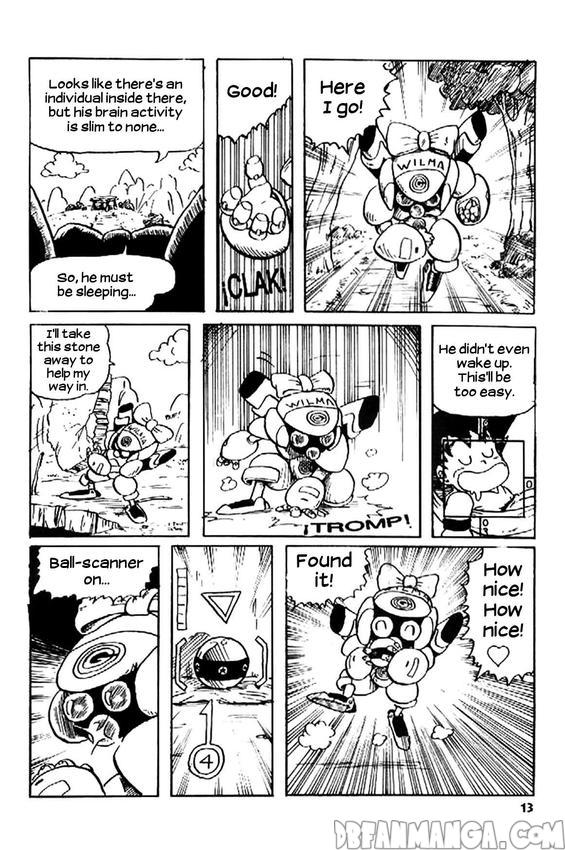 Looks like there's an
individual inside there,
but his brain activity
is slim to none...
So, he must
be sleeping...
Good!
¡CLAK!
Here
I go!
WILMA
I'll take
this stone
away to
help my
way in.
WILMA
WILMA
¡TROMP!
He didn't even
wake up.
This'll be
too easy.
Ball-scanner
on...
4
Found
it!
How
nice!
How
nice!
13
DBFANMANGA.COM